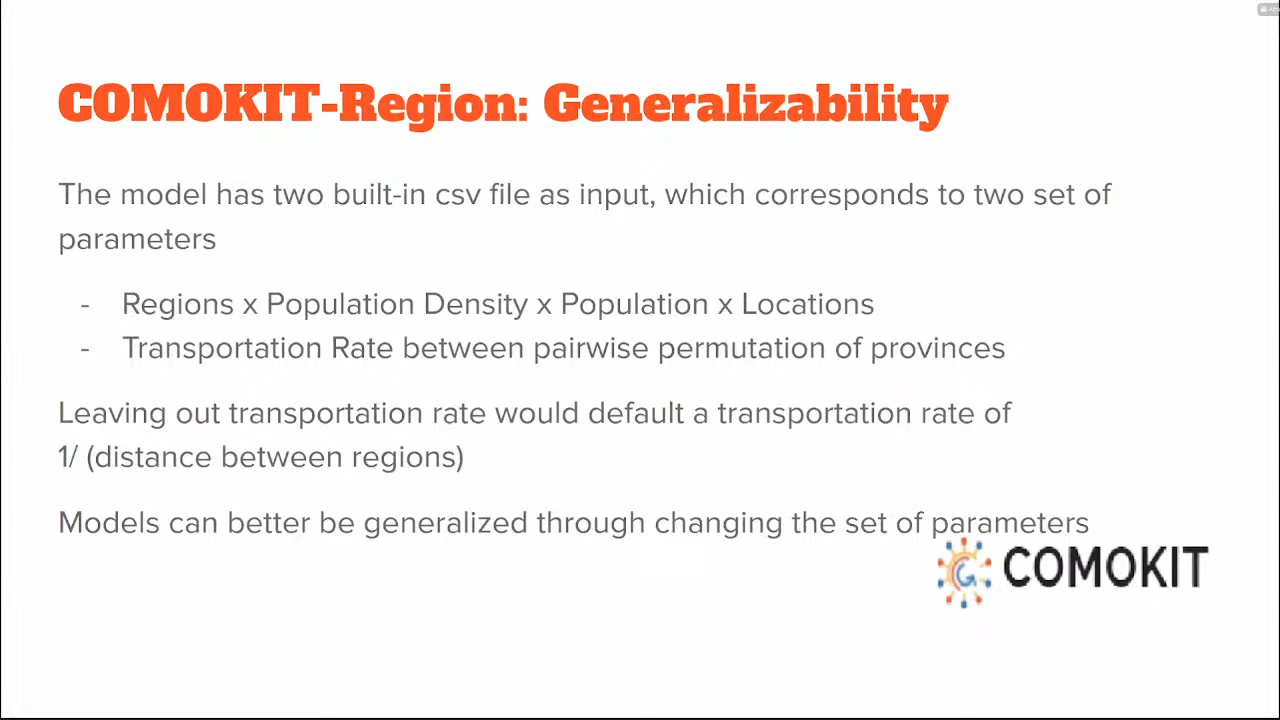 COMOKIT-Region: Generalizability
The model has two built-in csv file as input, which corresponds to two set of
parameters
- Regions x Population Density x Population x Locations
- Transportation Rate between pairwise permutation of provinces
Leaving out transportation rate would default a transportation rate of
1/ (distance between regions)
Models can better be generalized through changing the set of parameters
COMOKIT